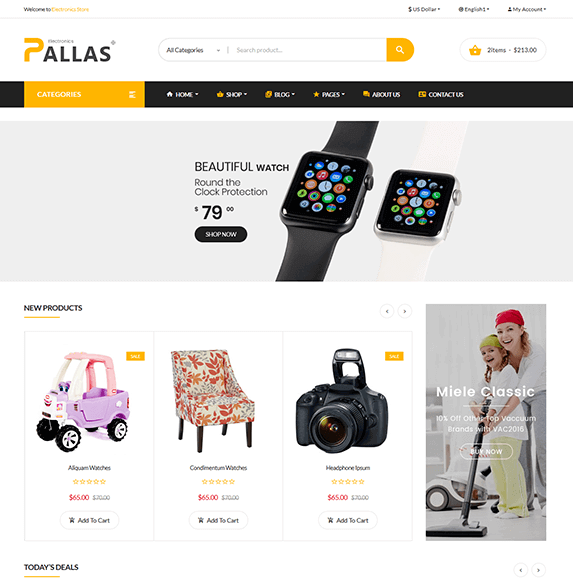 Welcome to Electronics Store
$ US Dollar
English1
My Account
electronics
PALLAS®
All Categories
Search product...
2items - $213.00
CATEGORIES
HOME
SHOP
BLOG
PAGES
ABOUT US
CONTACT US
BEAUTIFUL WATCH
Round the
Clock Protection
$ 79 00
SHOP NOW
NEW PRODUCTS
SALE
SALE
Aliquam Watches
Condimentum Watches
Headphone Ipsum
$65.00 $70.00
$65.00 $70.00
$65.00 $70.00
Add To Cart
Add To Cart
Add To Cart
Miele Classic
10% Off Other Top Vaccuum
Brands with VAC2016
BUY NOW
TODAY'S DEALS